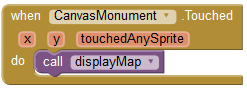 when CanvasMonument .Touched
x y touchedAnySprite
do call displayMap